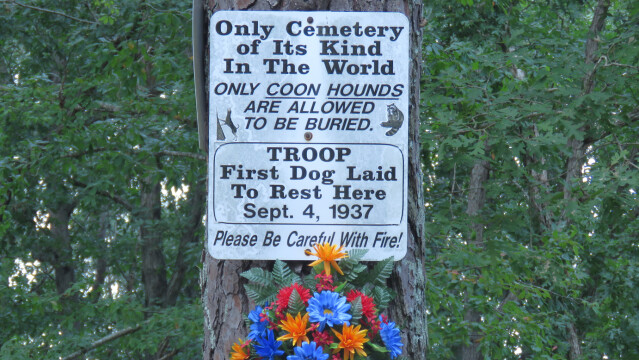 Only Cemetery
of Its Kind
In The World
ONLY COON HOUNDS
ARE ALLOWED
TO BE BURIED.
TROOP
First Dog Laid
To Rest Here
Sept. 4, 1937
Please Be Careful With Fire!